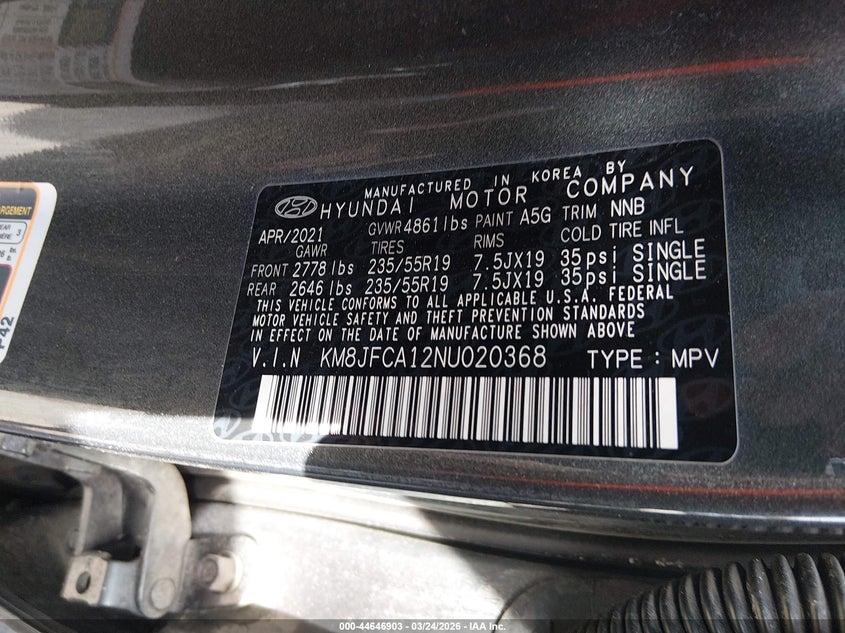 MANUFACTURED IN KOREA BY
HYUNDAI MOTOR COMPANY
APR/2021 GVWR 4861 lbs PAINT A5G TRIM NNB
GAWR TIRES RIMS COLD TIRE INFL
FRONT 2778 lbs 235/55R19 7.5JX19 35 psi SINGLE
REAR 2646 lbs 235/55R19 7.5JX19 35 psi SINGLE
THIS VEHICLE CONFORMS TO ALL APPLICABLE U.S.A. FEDERAL
MOTOR VEHICLE SAFETY AND THEFT PREVENTION STANDARDS
IN EFFECT ON THE DATE OF MANUFACTURE SHOWN ABOVE
V.I.N KM8JFCA12NU020368 TYPE : MPV
000-44646903 — 03/24/2026 — IAA Inc.